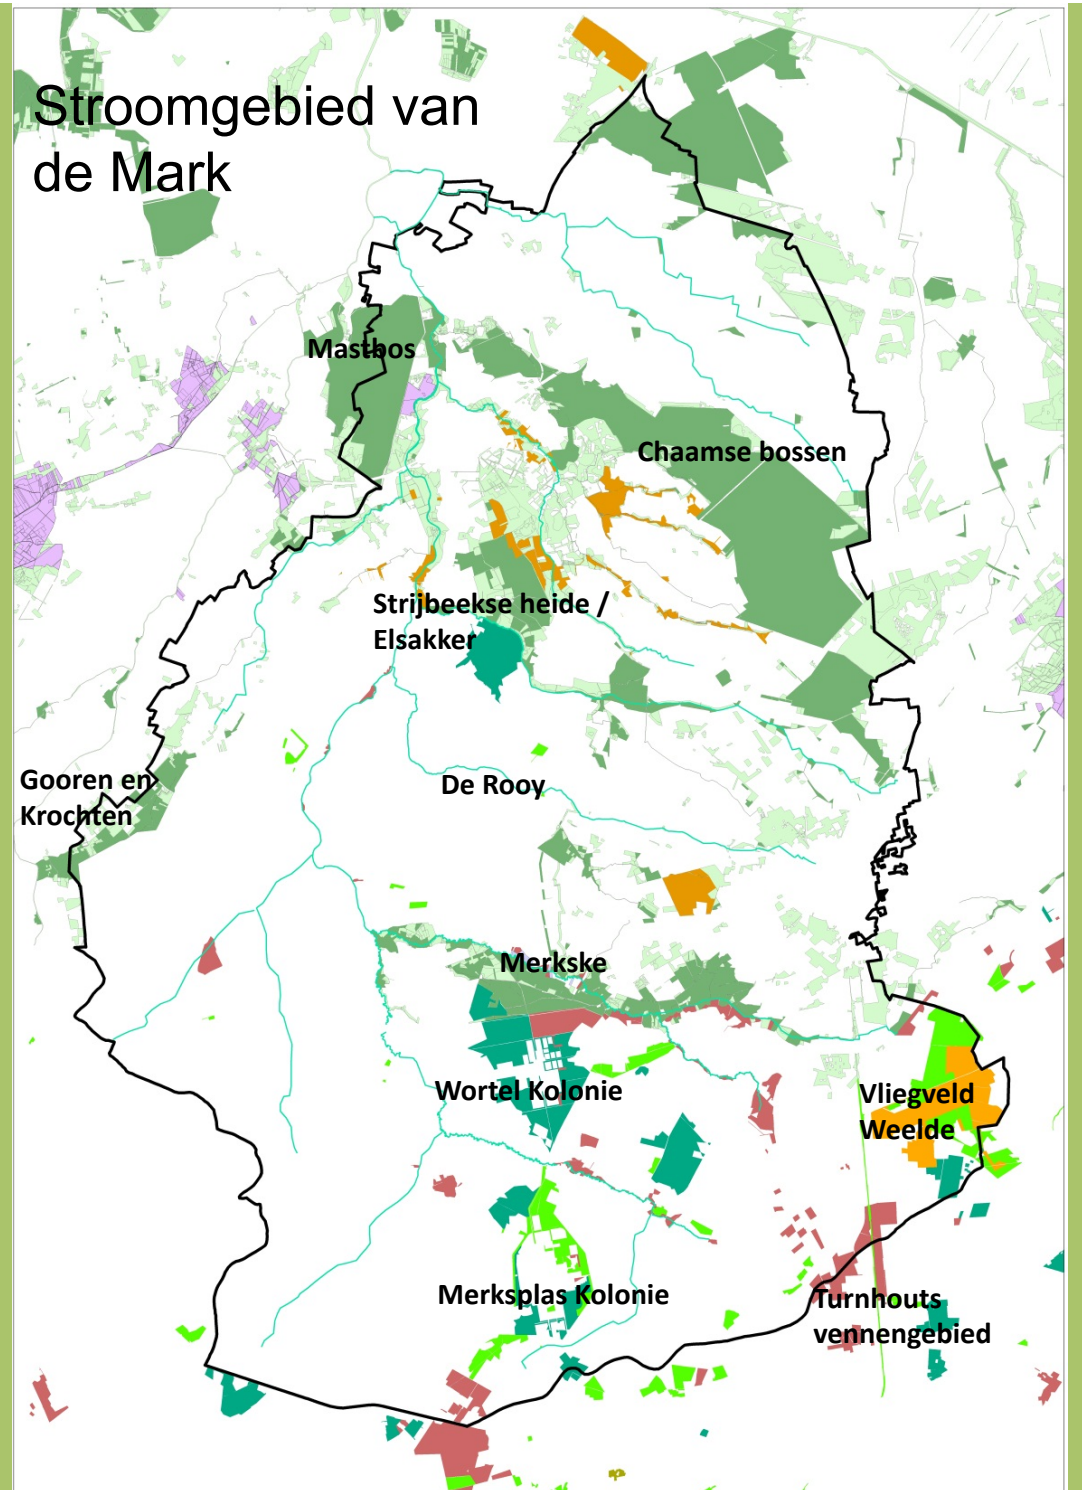 Stroomgebied van
de Mark
Mastbos
Chaamse bossen
Strijbeekse heide /
Elsakker
Gooren en
Krochten
De Rooy
Merkske
Wortel Kolonie
Vliegveld
Weelde
Merksplas Kolonie
Turnhouts
vennengebied